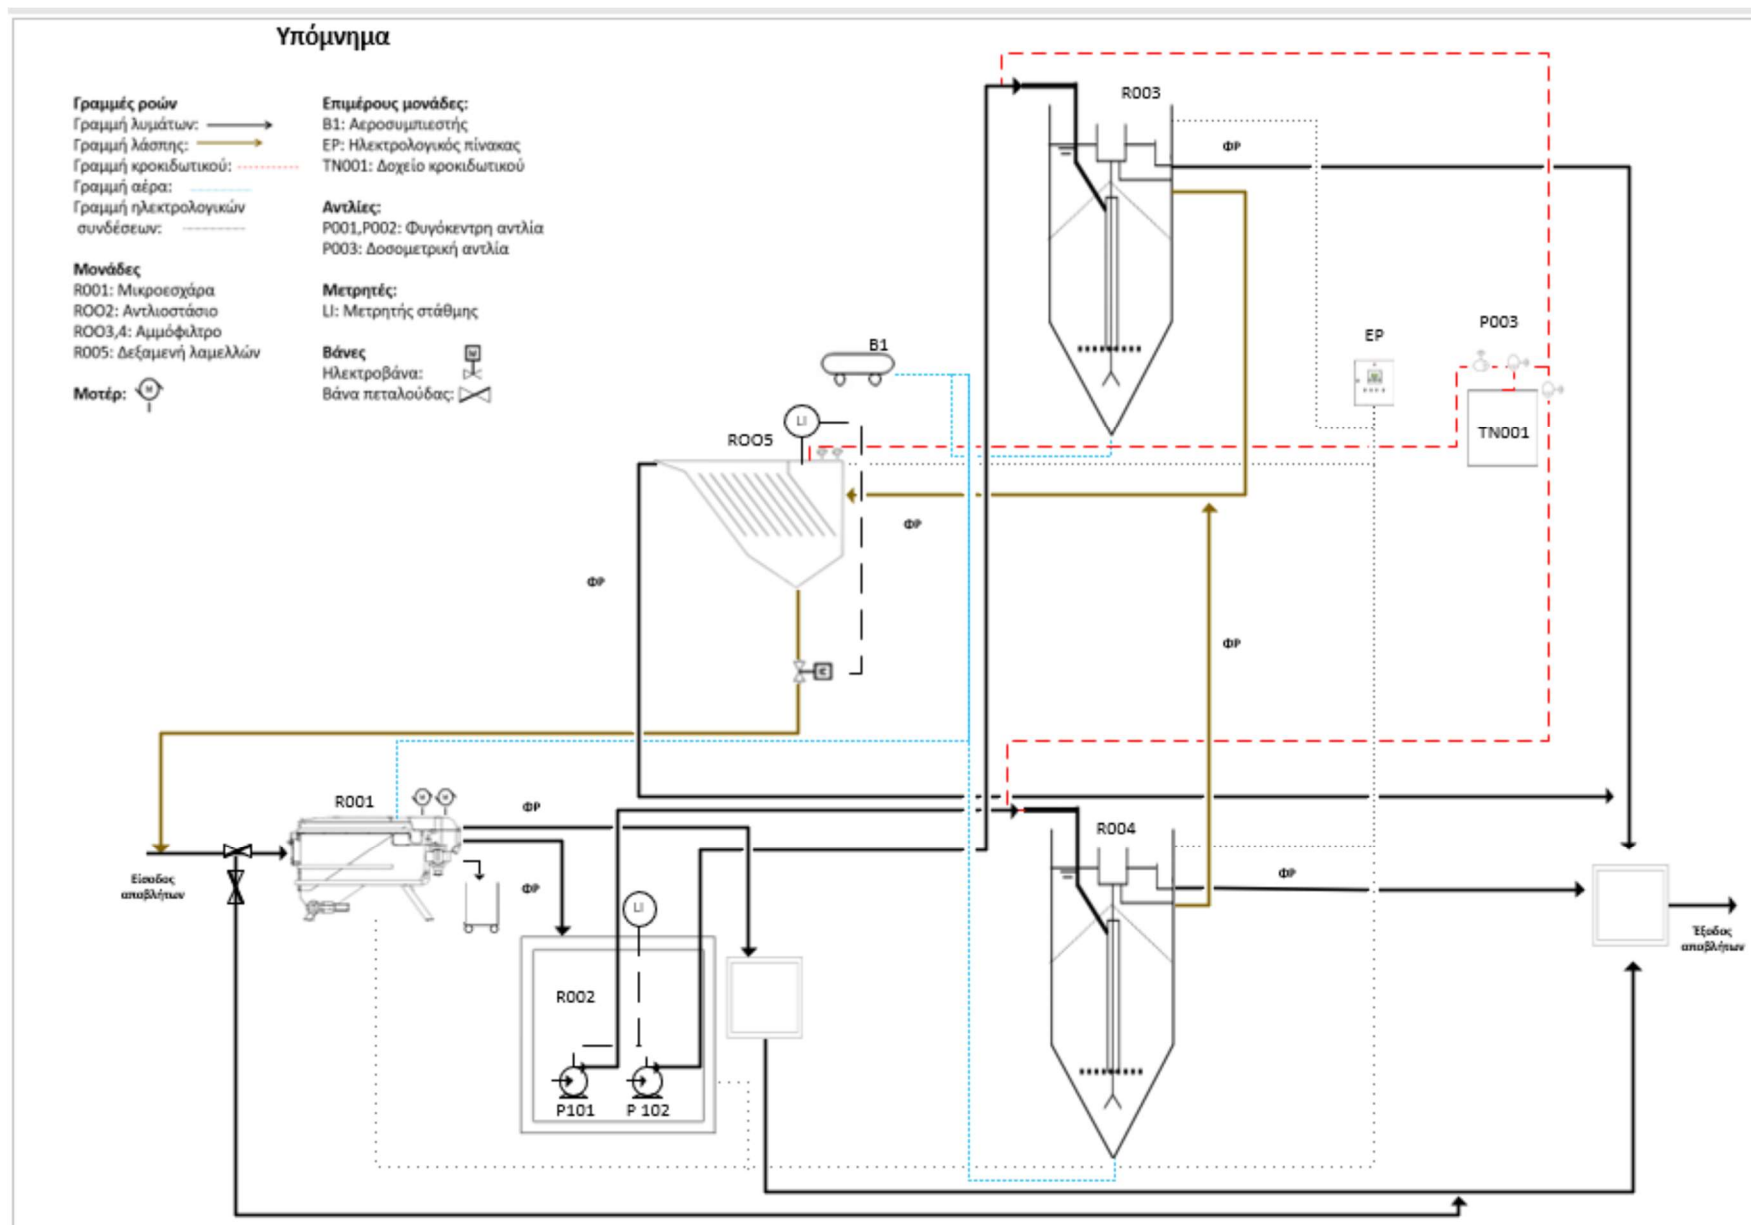 Υπόμνημα
Γραμμές ροών
Γραμμή λυμάτων:
Γραμμή λάσπης:
Γραμμή κροκιδωτικού:
Γραμμή αέρα:
Γραμμή ηλεκτρολογικών
συνδέσεων:
Μονάδες
R001: Μικροεσχάρα
ROO2: Αντλιοστάσιο
ROO3,4: Αμμόφιλτρο
R005: Δεξαμενή λαμελλών
Μοτέρ:
M
Επιμέρους μονάδες:
B1: Αεροσυμπιεστής
EP: Ηλεκτρολογικός πίνακας
TN001: Δοχείο κροκιδωτικού
Αντλίες:
P001,P002: Φυγόκεντρη αντλία
P003: Δοσομετρική αντλία
Μετρητές:
LI: Μετρητής στάθμης
Βάνες
Ηλεκτροβάνα:
M
Βάνα πεταλούδας:
R003
ΦΡ
P003
EP
B1
LI
ROO5
TN001
ΦΡ
ΦΡ
ΦΡ
M
R001
M M
ΦΡ
R004
Είσοδος
αποβλήτων
ΦΡ
ΦΡ
LI
Έξοδος
αποβλήτων
R002
P101
P 102